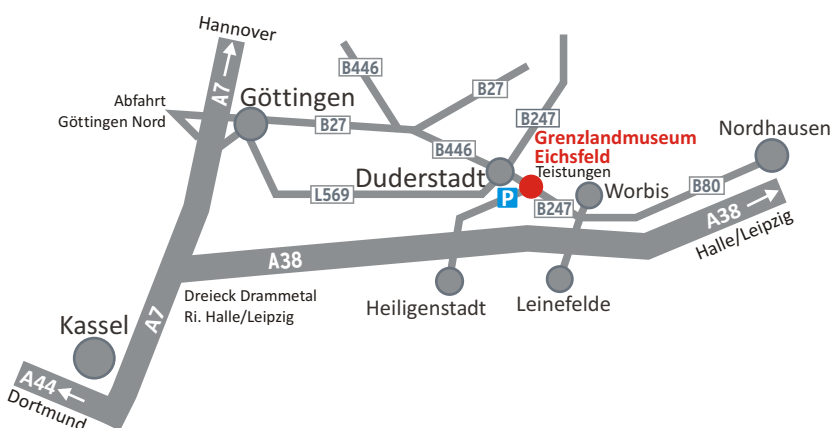 Hannover
A7
B446
B27
Abfahrt
Göttingen Nord
Göttingen
B27
B247
B446
Grenzlandmuseum
Eichsfeld
Nordhausen
Duderstadt
Teistungen
P
Worbis
B80
L569
B247
A38
Halle/Leipzig
A38
Dreieck Drammetal
Ri. Halle/Leipzig
Heiligenstadt
Leinefelde
A7
Kassel
A44
Dortmund